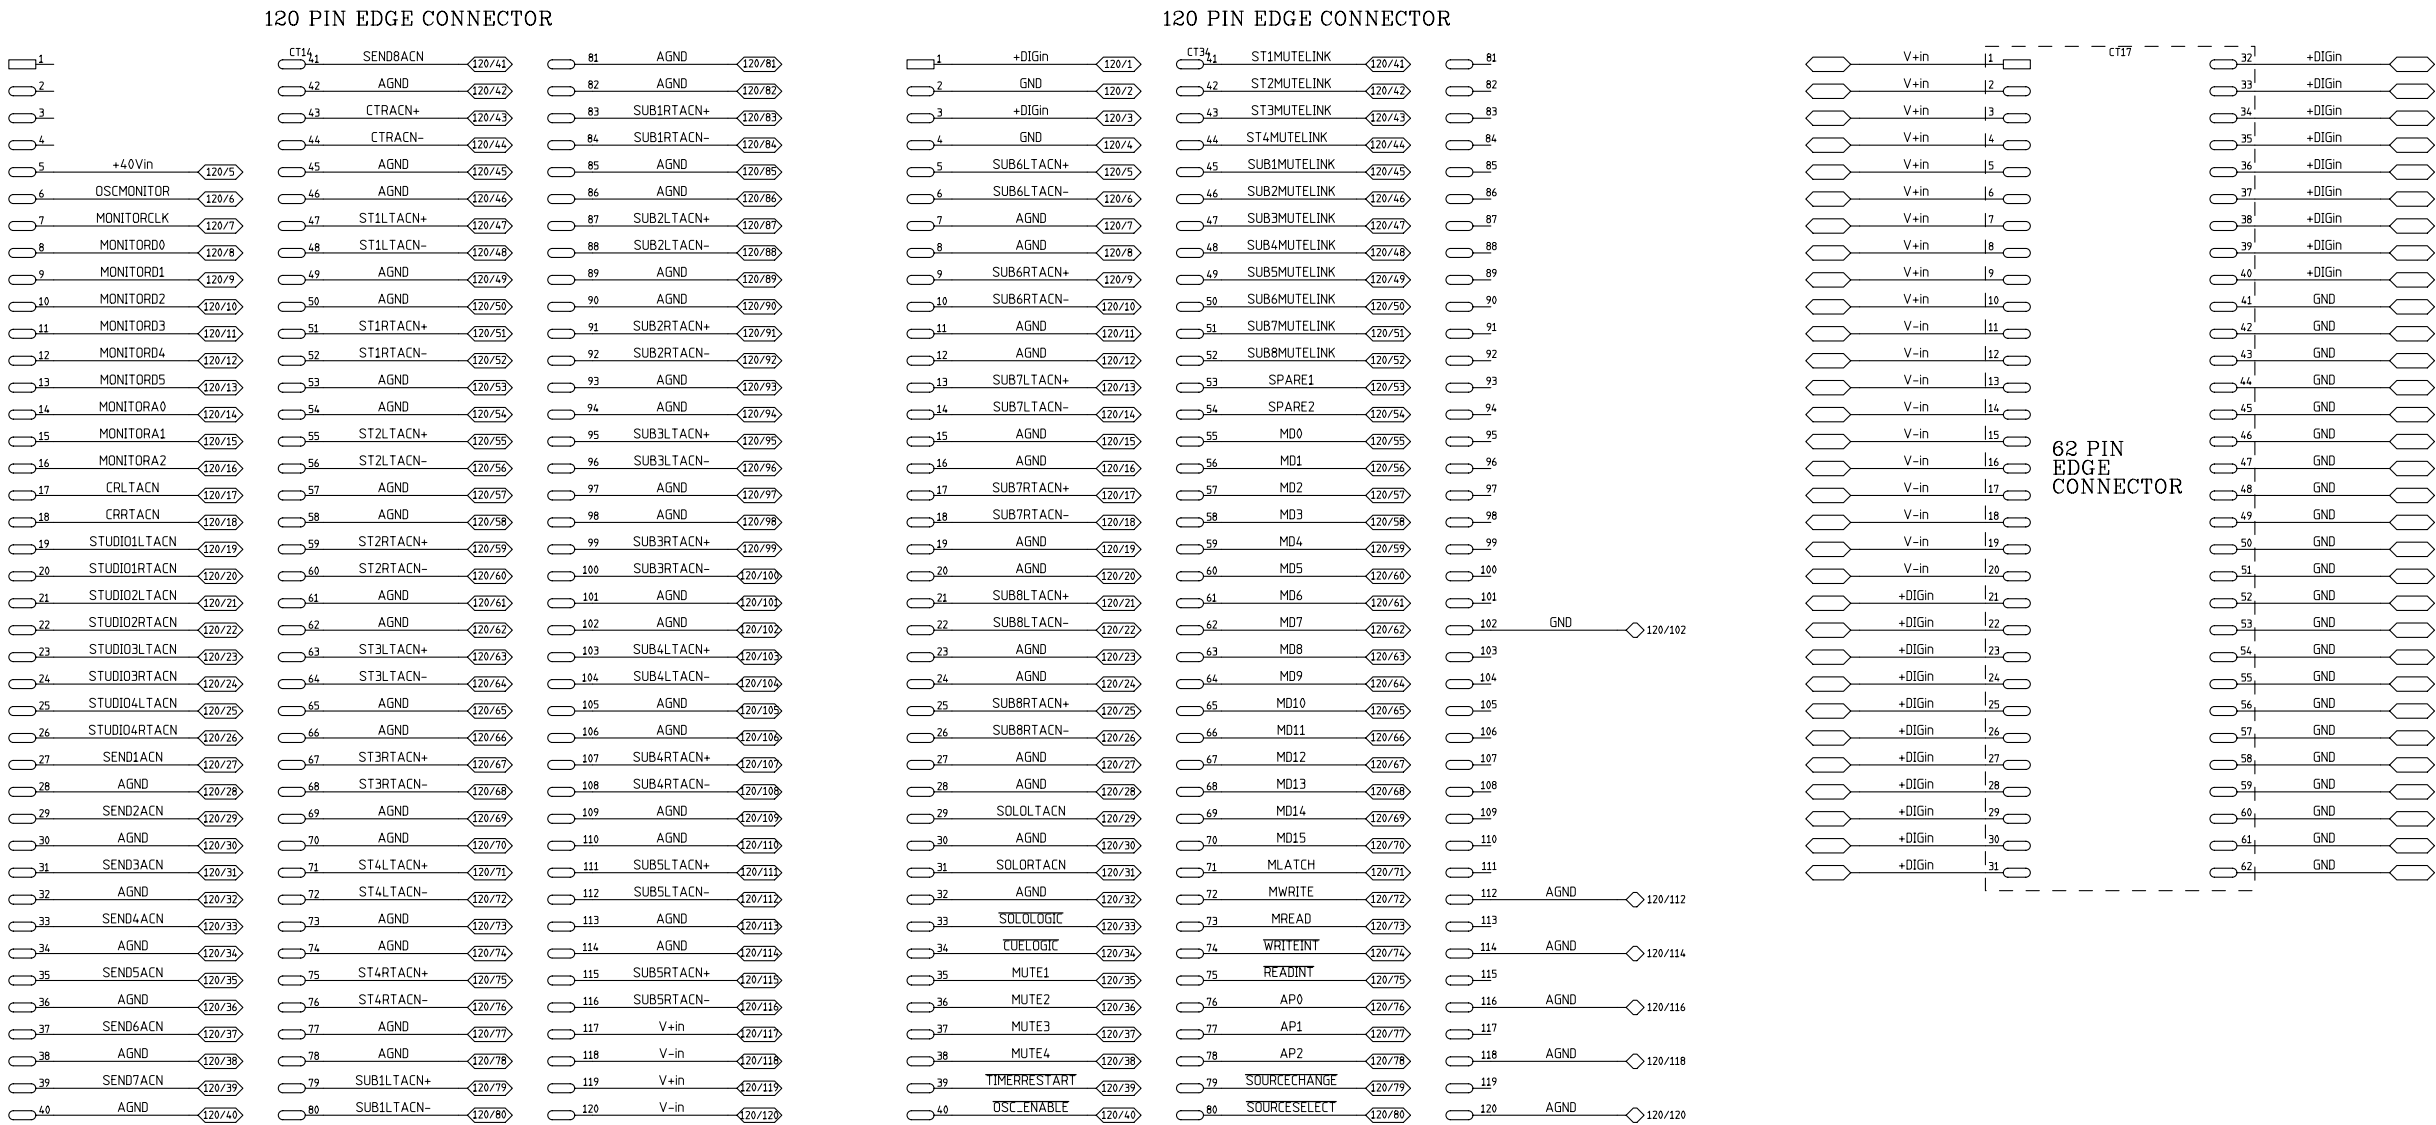 120 PIN EDGE CONNECTOR
1
2
3
4
5 +40Vin 120/5
6 OSCMONITOR 120/6
7 MONITORCLK 120/7
8 MONITORD0 120/8
9 MONITORD1 120/9
10 MONITORD2 120/10
11 MONITORD3 120/11
12 MONITORD4 120/12
13 MONITORD5 120/13
14 MONITORA0 120/14
15 MONITORA1 120/15
16 MONITORA2 120/16
17 CRLTACN 120/17
18 CRRTACN 120/18
19 STUDIO1LTACN 120/19
20 STUDIO1RTACN 120/20
21 STUDIO2LTACN 120/21
22 STUDIO2RTACN 120/22
23 STUDIO3LTACN 120/23
24 STUDIO3RTACN 120/24
25 STUDIO4LTACN 120/25
26 STUDIO4RTACN 120/26
27 SEND1ACN 120/27
28 AGND 120/28
29 SEND2ACN 120/29
30 AGND 120/30
31 SEND3ACN 120/31
32 AGND 120/32
33 SEND4ACN 120/33
34 AGND 120/34
35 SEND5ACN 120/35
36 AGND 120/36
37 SEND6ACN 120/37
38 AGND 120/38
39 SEND7ACN 120/39
40 AGND 120/40
CT14
41 SEND8ACN 120/41
42 AGND 120/42
43 CTRACN+ 120/43
44 CTRACN- 120/44
45 AGND 120/45
46 AGND 120/46
47 ST1LTACN+ 120/47
48 ST1LTACN- 120/48
49 AGND 120/49
50 AGND 120/50
51 ST1RTACN+ 120/51
52 ST1RTACN- 120/52
53 AGND 120/53
54 AGND 120/54
55 ST2LTACN+ 120/55
56 ST2LTACN- 120/56
57 AGND 120/57
58 AGND 120/58
59 ST2RTACN+ 120/59
60 ST2RTACN- 120/60
61 AGND 120/61
62 AGND 120/62
63 ST3LTACN+ 120/63
64 ST3LTACN- 120/64
65 AGND 120/65
66 AGND 120/66
67 ST3RTACN+ 120/67
68 ST3RTACN- 120/68
69 AGND 120/69
70 AGND 120/70
71 ST4LTACN+ 120/71
72 ST4LTACN- 120/72
73 AGND 120/73
74 AGND 120/74
75 ST4RTACN+ 120/75
76 ST4RTACN- 120/76
77 AGND 120/77
78 AGND 120/78
79 SUB1LTACN+ 120/79
80 SUB1LTACN- 120/80
81 AGND 120/81
82 AGND 120/82
83 SUB1RTACN+ 120/83
84 SUB1RTACN- 120/84
85 AGND 120/85
86 AGND 120/86
87 SUB2LTACN+ 120/87
88 SUB2LTACN- 120/88
89 AGND 120/89
90 AGND 120/90
91 SUB2RTACN+ 120/91
92 SUB2RTACN- 120/92
93 AGND 120/93
94 AGND 120/94
95 SUB3LTACN+ 120/95
96 SUB3LTACN- 120/96
97 AGND 120/97
98 AGND 120/98
99 SUB3RTACN+ 120/99
100 SUB3RTACN- 120/100
101 AGND 120/101
102 AGND 120/102
103 SUB4LTACN+ 120/103
104 SUB4LTACN- 120/104
105 AGND 120/105
106 AGND 120/106
107 SUB4RTACN+ 120/107
108 SUB4RTACN- 120/108
109 AGND 120/109
110 AGND 120/110
111 SUB5LTACN+ 120/111
112 SUB5LTACN- 120/112
113 AGND 120/113
114 AGND 120/114
115 SUB5RTACN+ 120/115
116 SUB5RTACN- 120/116
117 V+in 120/117
118 V-in 120/118
119 V+in 120/119
120 V-in 120/120
120 PIN EDGE CONNECTOR
1 +DIGin 120/1
2 GND 120/2
3 +DIGin 120/3
4 GND 120/4
5 SUB6LTACN+ 120/5
6 SUB6LTACN- 120/6
7 AGND 120/7
8 AGND 120/8
9 SUB6RTACN+ 120/9
10 SUB6RTACN- 120/10
11 AGND 120/11
12 AGND 120/12
13 SUB7LTACN+ 120/13
14 SUB7LTACN- 120/14
15 AGND 120/15
16 AGND 120/16
17 SUB7RTACN+ 120/17
18 SUB7RTACN- 120/18
19 AGND 120/19
20 AGND 120/20
21 SUB8LTACN+ 120/21
22 SUB8LTACN- 120/22
23 AGND 120/23
24 AGND 120/24
25 SUB8RTACN+ 120/25
26 SUB8RTACN- 120/26
27 AGND 120/27
28 AGND 120/28
29 SOLOLTACN 120/29
30 AGND 120/30
31 SOLORTACN 120/31
32 AGND 120/32
33 SOLOLOGIC 120/33
34 CUELOGIC 120/34
35 MUTE1 120/35
36 MUTE2 120/36
37 MUTE3 120/37
38 MUTE4 120/38
39 TIMERRESTART 120/39
40 OSC_ENABLE 120/40
CT34
41 ST1MUTELINK 120/41
42 ST2MUTELINK 120/42
43 ST3MUTELINK 120/43
44 ST4MUTELINK 120/44
45 SUB1MUTELINK 120/45
46 SUB2MUTELINK 120/46
47 SUB3MUTELINK 120/47
48 SUB4MUTELINK 120/48
49 SUB5MUTELINK 120/49
50 SUB6MUTELINK 120/50
51 SUB7MUTELINK 120/51
52 SUB8MUTELINK 120/52
53 SPARE1 120/53
54 SPARE2 120/54
55 MD0 120/55
56 MD1 120/56
57 MD2 120/57
58 MD3 120/58
59 MD4 120/59
60 MD5 120/60
61 MD6 120/61
62 MD7 120/62
63 MD8 120/63
64 MD9 120/64
65 MD10 120/65
66 MD11 120/66
67 MD12 120/67
68 MD13 120/68
69 MD14 120/69
70 MD15 120/70
71 MLATCH 120/71
72 MWRITE 120/72
73 MREAD 120/73
74 WRITEINT 120/74
75 READINT 120/75
76 AP0 120/76
77 AP1 120/77
78 AP2 120/78
79 SOURCECHANGE 120/79
80 SOURCESELECT 120/80
81
82
83
84
85
86
87
88
89
90
91
92
93
94
95
96
97
98
99
100
101
102 GND 120/102
103
104
105
106
107
108
109
110
111
112 AGND 120/112
113
114 AGND 120/114
115
116 AGND 120/116
117
118 AGND 120/118
119
120 AGND 120/120
CT17
V+in 1
V+in 2
V+in 3
V+in 4
V+in 5
V+in 6
V+in 7
V+in 8
V+in 9
V+in 10
V-in 11
V-in 12
V-in 13
V-in 14
V-in 15
V-in 16
V-in 17
V-in 18
V-in 19
V-in 20
+DIGin 21
+DIGin 22
+DIGin 23
+DIGin 24
+DIGin 25
+DIGin 26
+DIGin 27
+DIGin 28
+DIGin 29
+DIGin 30
+DIGin 31
62 PIN
EDGE
CONNECTOR
32 +DIGin
33 +DIGin
34 +DIGin
35 +DIGin
36 +DIGin
37 +DIGin
38 +DIGin
39 +DIGin
40 +DIGin
41 GND
42 GND
43 GND
44 GND
45 GND
46 GND
47 GND
48 GND
49 GND
50 GND
51 GND
52 GND
53 GND
54 GND
55 GND
56 GND
57 GND
58 GND
59 GND
60 GND
61 GND
62 GND